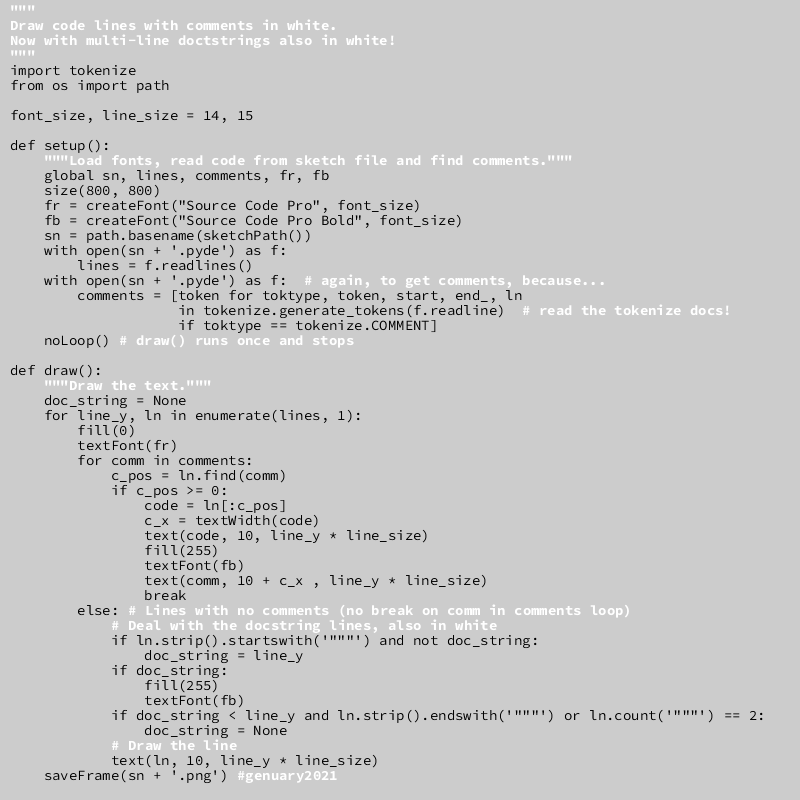 """
Draw code lines with comments in white.
Now with multi-line doctstrings also in white!
"""
import tokenize
from os import path

font_size, line_size = 14, 15

def setup():
    """Load fonts, read code from sketch file and find comments."""
    global sn, lines, comments, fr, fb
    size(800, 800)
    fr = createFont("Source Code Pro", font_size)
    fb = createFont("Source Code Pro Bold", font_size)
    sn = path.basename(sketchPath())
    with open(sn + '.pyde') as f:
        lines = f.readlines()
    with open(sn + '.pyde') as f:  # again, to get comments, because...
        comments = [token for toktype, token, start, end_, ln
                    in tokenize.generate_tokens(f.readline)  # read the tokenize docs!
                    if toktype == tokenize.COMMENT]
    noLoop() # draw() runs once and stops

def draw():
    """Draw the text."""
    doc_string = None
    for line_y, ln in enumerate(lines, 1):
        fill(0)
        textFont(fr)
        for comm in comments:
            c_pos = ln.find(comm)
            if c_pos >= 0:
                code = ln[:c_pos]
                c_x = textWidth(code)
                text(code, 10, line_y * line_size)
                fill(255)
                textFont(fb)
                text(comm, 10 + c_x , line_y * line_size)
                break
        else: # Lines with no comments (no break on comm in comments loop)
            # Deal with the docstring lines, also in white
            if ln.strip().startswith('"""') and not doc_string:
                doc_string = line_y
            if doc_string:
                fill(255)
                textFont(fb)
            if doc_string < line_y and ln.strip().endswith('"""') or ln.count('"""') == 2:
                doc_string = None
            # Draw the line
            text(ln, 10, line_y * line_size)
    saveFrame(sn + '.png') #genuary2021